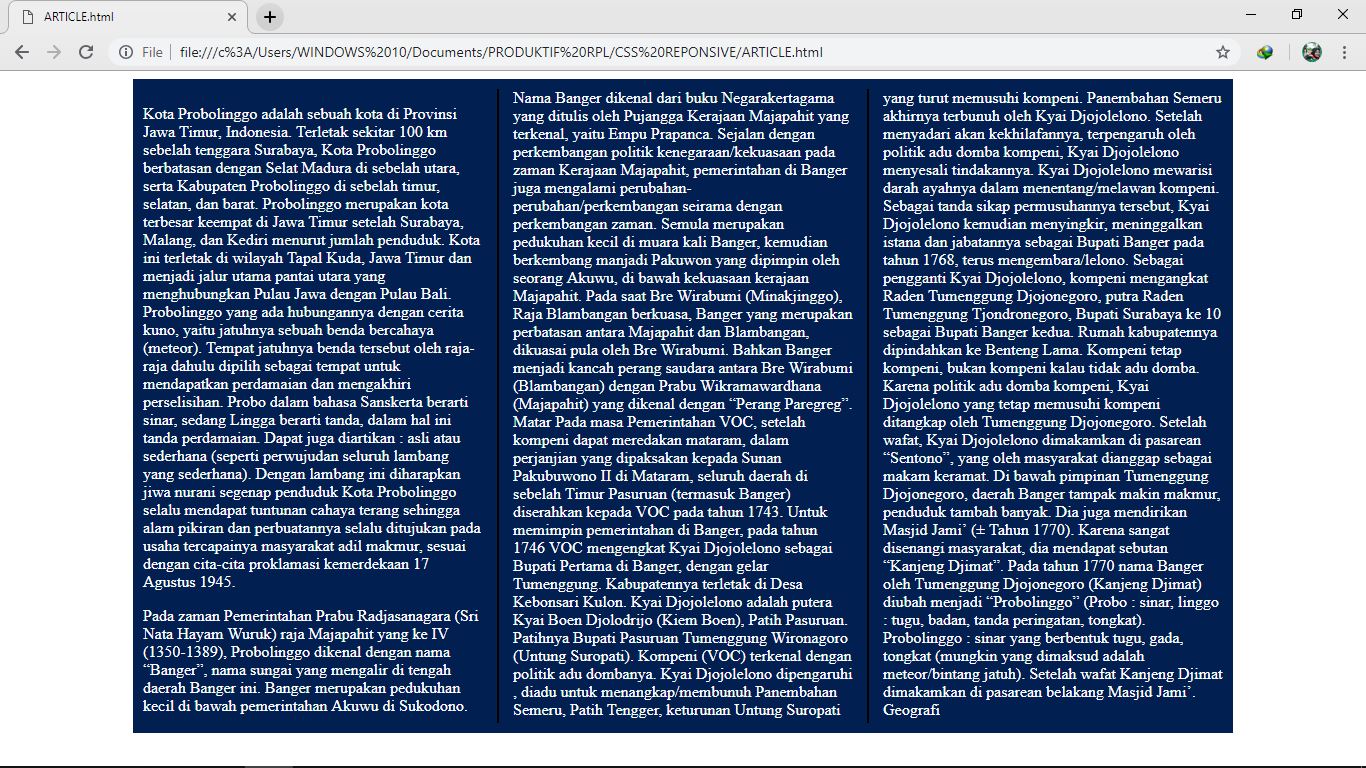 ARTICLE.html
File
file:///c%3A/Users/WINDOWS%2010/Documents/PRODUKTIF%20RPL/CSS%20REPONSIVE/ARTICLE.html
Kota Probolinggo adalah sebuah kota di Provinsi
Jawa Timur, Indonesia. Terletak sekitar 100 km
sebelah tenggara Surabaya, Kota Probolinggo
berbatasan dengan Selat Madura di sebelah utara,
serta Kabupaten Probolinggo di sebelah timur,
selatan, dan barat. Probolinggo merupakan kota
terbesar keempat di Jawa Timur setelah Surabaya,
Malang, dan Kediri menurut jumlah penduduk. Kota
ini terletak di wilayah Tapal Kuda, Jawa Timur dan
menjadi jalur utama pantai utara yang
menghubungkan Pulau Jawa dengan Pulau Bali.
Probolinggo yang ada hubungannya dengan cerita
kuno, yaitu jatuhnya sebuah benda bercahaya
(meteor). Tempat jatuhnya benda tersebut oleh raja-
raja dahulu dipilih sebagai tempat untuk
mendapatkan perdamaian dan mengakhiri
perselisihan. Probo dalam bahasa Sanskerta berarti
sinar, sedang Lingga berarti tanda, dalam hal ini
tanda perdamaian. Dapat juga diartikan : asli atau
sederhana (seperti perwujudan seluruh lambang
yang sederhana). Dengan lambang ini diharapkan
jiwa nurani segenap penduduk Kota Probolinggo
selalu mendapat tuntunan cahaya terang sehingga
alam pikiran dan perbuatannya selalu ditujukan pada
usaha tercapainya masyarakat adil makmur, sesuai
dengan cita-cita proklamasi kemerdekaan 17
Agustus 1945.
Pada zaman Pemerintahan Prabu Radjasanagara (Sri
Nata Hayam Wuruk) raja Majapahit yang ke IV
(1350-1389), Probolinggo dikenal dengan nama
“Banger”, nama sungai yang mengalir di tengah
daerah Banger ini. Banger merupakan pedukuhan
kecil di bawah pemerintahan Akuwu di Sukodono.
Nama Banger dikenal dari buku Negarakertagama
yang ditulis oleh Pujangga Kerajaan Majapahit yang
terkenal, yaitu Empu Prapanca. Sejalan dengan
perkembangan politik kenegaraan/kekuasaan pada
zaman Kerajaan Majapahit, pemerintahan di Banger
juga mengalami perubahan-
perubahan/perkembangan seirama dengan
perkembangan zaman. Semula merupakan
pedukuhan kecil di muara kali Banger, kemudian
berkembang manjadi Pakuwon yang dipimpin oleh
seorang Akuwu, di bawah kekuasaan kerajaan
Majapahit. Pada saat Bre Wirabumi (Minakjinggo),
Raja Blambangan berkuasa, Banger yang merupakan
perbatasan antara Majapahit dan Blambangan,
dikuasai pula oleh Bre Wirabumi. Bahkan Banger
menjadi kancah perang saudara antara Bre Wirabumi
(Blambangan) dengan Prabu Wikramawardhana
(Majapahit) yang dikenal dengan “Perang Paregreg”.
Matar Pada masa Pemerintahan VOC, setelah
kompeni dapat meredakan mataram, dalam
perjanjian yang dipaksakan kepada Sunan
Pakubuwono II di Mataram, seluruh daerah di
sebelah Timur Pasuruan (termasuk Banger)
diserahkan kepada VOC pada tahun 1743. Untuk
memimpin pemerintahan di Banger, pada tahun
1746 VOC mengengkat Kyai Djojolelono sebagai
Bupati Pertama di Banger, dengan gelar
Tumenggung. Kabupatennya terletak di Desa
Kebonsari Kulon. Kyai Djojolelono adalah putera
Kyai Boen Djolodrijo (Kiem Boen), Patih Pasuruan.
Patihnya Bupati Pasuruan Tumenggung Wironagoro
(Untung Suropati). Kompeni (VOC) terkenal dengan
politik adu dombanya. Kyai Djojolelono dipengaruhi
, diadu untuk menangkap/membunuh Panembahan
Semeru, Patih Tengger, keturunan Untung Suropati
yang turut memusuhi kompeni. Panembahan Semeru
akhirnya terbunuh oleh Kyai Djojolelono. Setelah
menyadari akan kekhilafannya, terpengaruh oleh
politik adu domba kompeni, Kyai Djojolelono
menyesali tindakannya. Kyai Djojolelono mewarisi
darah ayahnya dalam menentang/melawan kompeni.
Sebagai tanda sikap permusuhannya tersebut, Kyai
Djojolelono kemudian menyingkir, meninggalkan
istana dan jabatannya sebagai Bupati Banger pada
tahun 1768, terus mengembara/lelono. Sebagai
pengganti Kyai Djojolelono, kompeni mengangkat
Raden Tumenggung Djojonegoro, putra Raden
Tumenggung Tjondronegoro, Bupati Surabaya ke 10
sebagai Bupati Banger kedua. Rumah kabupatennya
dipindahkan ke Benteng Lama. Kompeni tetap
kompeni, bukan kompeni kalau tidak adu domba.
Karena politik adu domba kompeni, Kyai
Djojolelono yang tetap memusuhi kompeni
ditangkap oleh Tumenggung Djojonegoro. Setelah
wafat, Kyai Djojolelono dimakamkan di pasarean
“Sentono”, yang oleh masyarakat dianggap sebagai
makam keramat. Di bawah pimpinan Tumenggung
Djojonegoro, daerah Banger tampak makin makmur,
penduduk tambah banyak. Dia juga mendirikan
Masjid Jami’ (± Tahun 1770). Karena sangat
disenangi masyarakat, dia mendapat sebutan
“Kanjeng Djimat”. Pada tahun 1770 nama Banger
oleh Tumenggung Djojonegoro (Kanjeng Djimat)
diubah menjadi “Probolinggo” (Probo : sinar, linggo
: tugu, badan, tanda peringatan, tongkat).
Probolinggo : sinar yang berbentuk tugu, gada,
tongkat (mungkin yang dimaksud adalah
meteor/bintang jatuh). Setelah wafat Kanjeng Djimat
dimakamkan di pasarean belakang Masjid Jami’.
Geografi